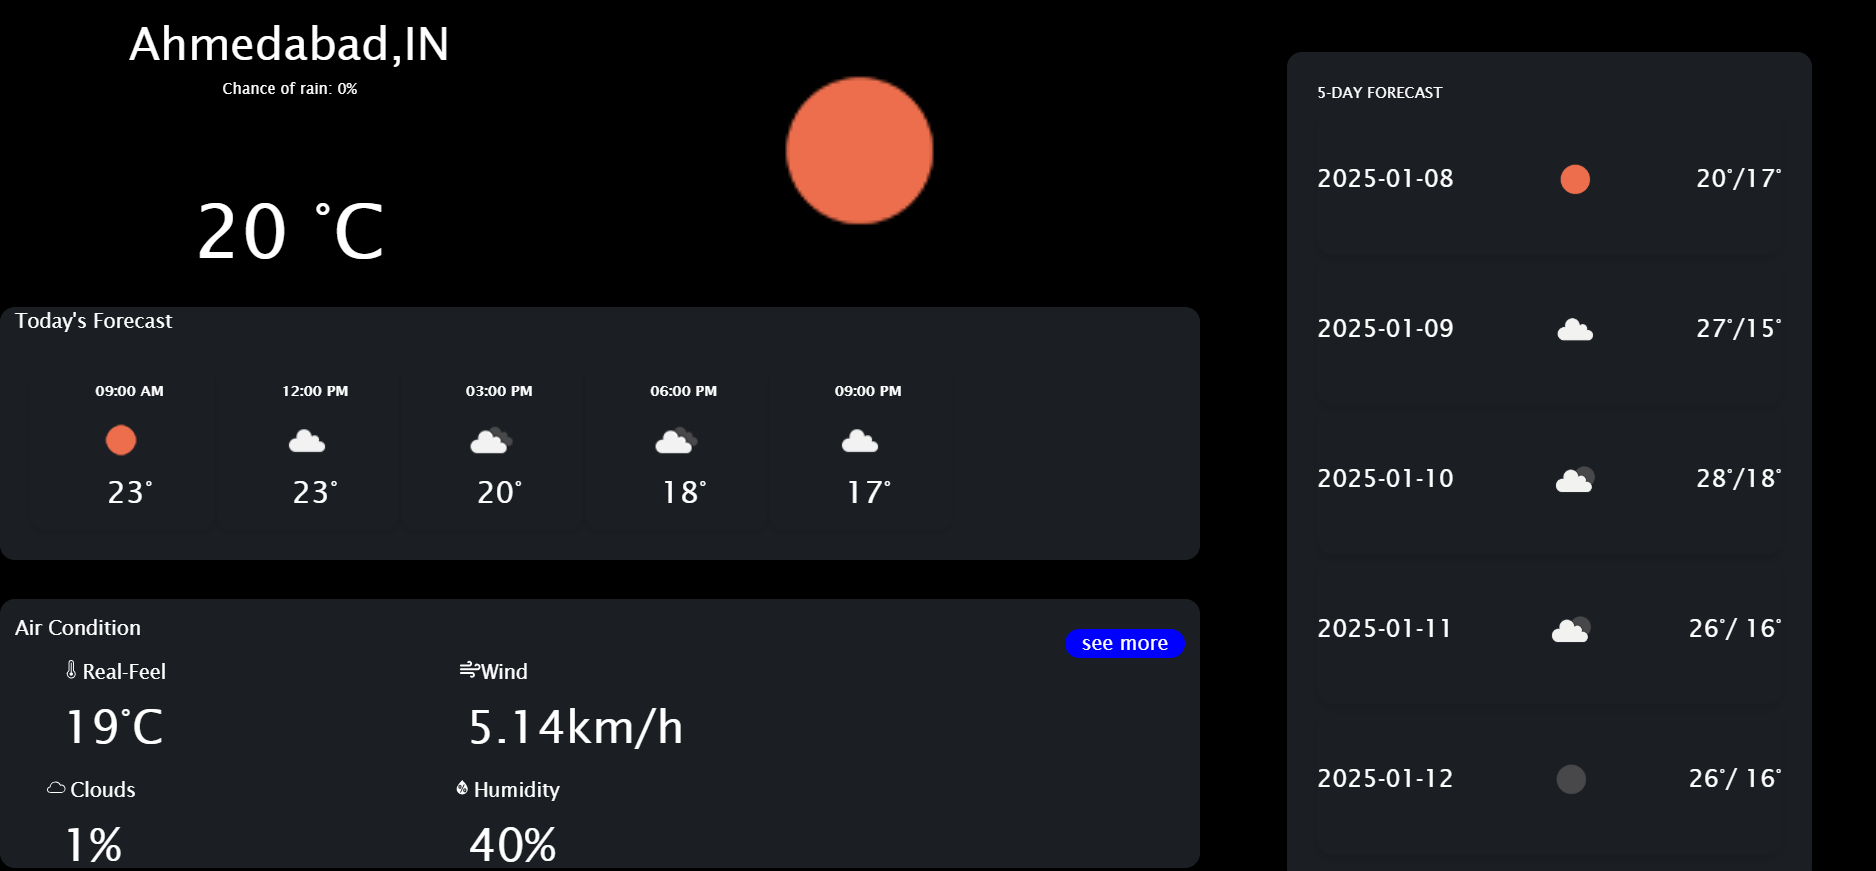 Ahmedabad,IN
Chance of rain: 0%
20 °C
Today's Forecast
09:00 AM 12:00 PM 03:00 PM 06:00 PM 09:00 PM
23° 23° 20° 18° 17°
Air Condition
see more
Real-Feel Wind
19°C 5.14km/h
Clouds Humidity
1% 40%
5-DAY FORECAST
2025-01-08 20°/17°
2025-01-09 27°/15°
2025-01-10 28°/18°
2025-01-11 26°/ 16°
2025-01-12 26°/ 16°